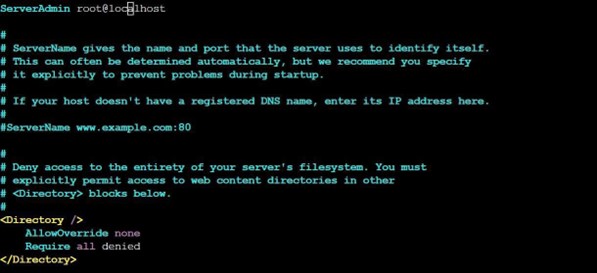 ServerAdmin root@localhost
#
# ServerName gives the name and port that the server uses to identify itself.
# This can often be determined automatically, but we recommend you specify
# it explicitly to prevent problems during startup.
#
# If your host doesn't have a registered DNS name, enter its IP address here.
#
#ServerName www.example.com:80
#
# Deny access to the entirety of your server's filesystem. You must
# explicitly permit access to web content directories in other
# <Directory> blocks below.
#
<Directory />
    AllowOverride none
    Require all denied
</Directory>